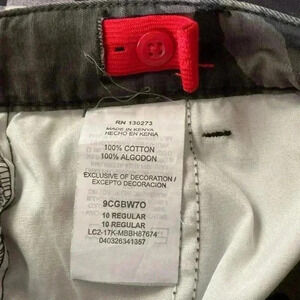 RN 130273
MADE IN KENYA
HECHO EN KENIA
100% COTTON
100% ALGODON
EXCLUSIVE OF DECORATION /
EXCEPTO DECORACION
9CGBW7O
10 REGULAR
10 REGULAR
LC2-17K-MBBH87674
040326341357